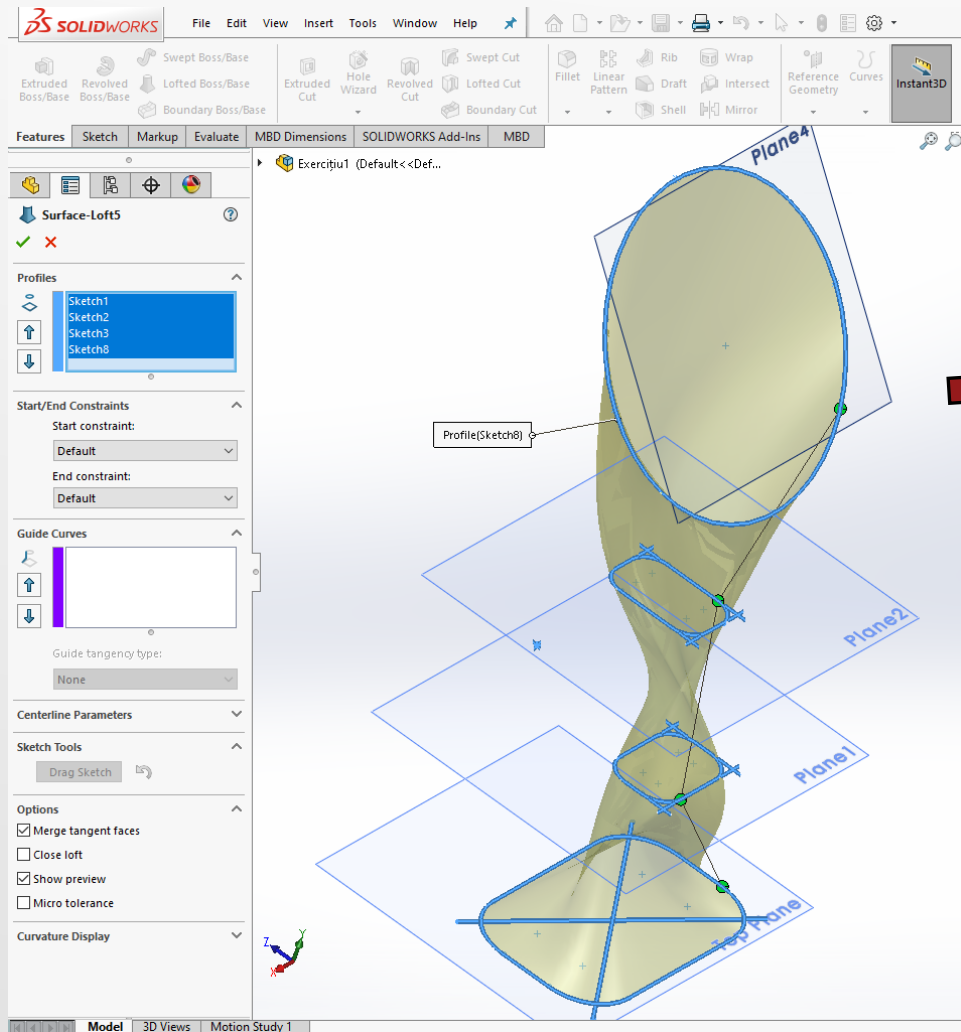 SOLIDWORKS
File Edit View Insert Tools Window Help
Extruded Boss/Base
Revolved Boss/Base
Swept Boss/Base
Lofted Boss/Base
Boundary Boss/Base
Extruded Cut
Hole Wizard
Revolved Cut
Swept Cut
Lofted Cut
Boundary Cut
Fillet
Linear Pattern
Rib
Draft
Shell
Wrap
Intersect
Mirror
Reference Geometry
Curves
Instant3D
Features Sketch Markup Evaluate MBD Dimensions SOLIDWORKS Add-Ins MBD
Exercițiu1 (Default<<Def...
Surface-Loft5
Profiles
Sketch1
Sketch2
Sketch3
Sketch8
Start/End Constraints
Start constraint:
Default
End constraint:
Default
Guide Curves
Guide tangency type:
None
Centerline Parameters
Sketch Tools
Drag Sketch
Options
Merge tangent faces
Close loft
Show preview
Micro tolerance
Curvature Display
Plane4
Profile(Sketch8)
Plane2
Plane1
Top Plane
Z
Y
X
Model 3D Views Motion Study 1